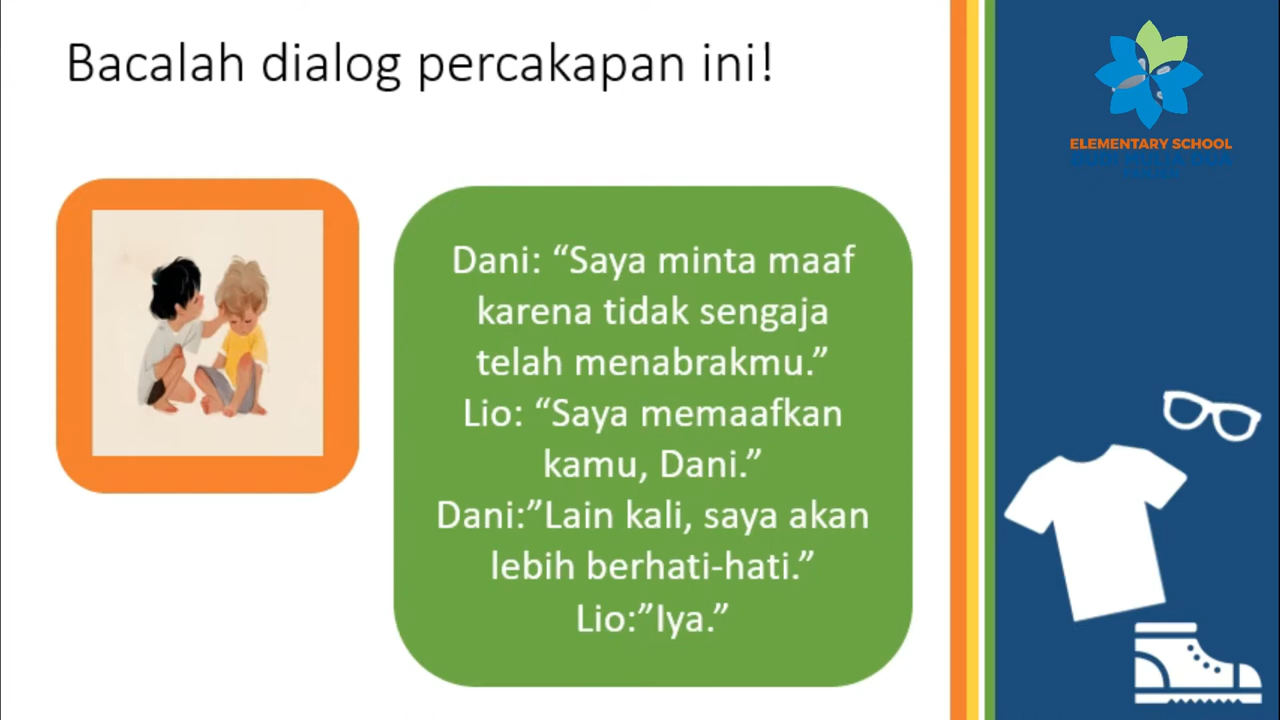 Bacalah dialog percakapan ini!
ELEMENTARY SCHOOL
Dani: “Saya minta maaf
karena tidak sengaja
telah menabrakmu.”
Lio: “Saya memaafkan
kamu, Dani.”
Dani:”Lain kali, saya akan
lebih berhati-hati.”
Lio:”Iya.”